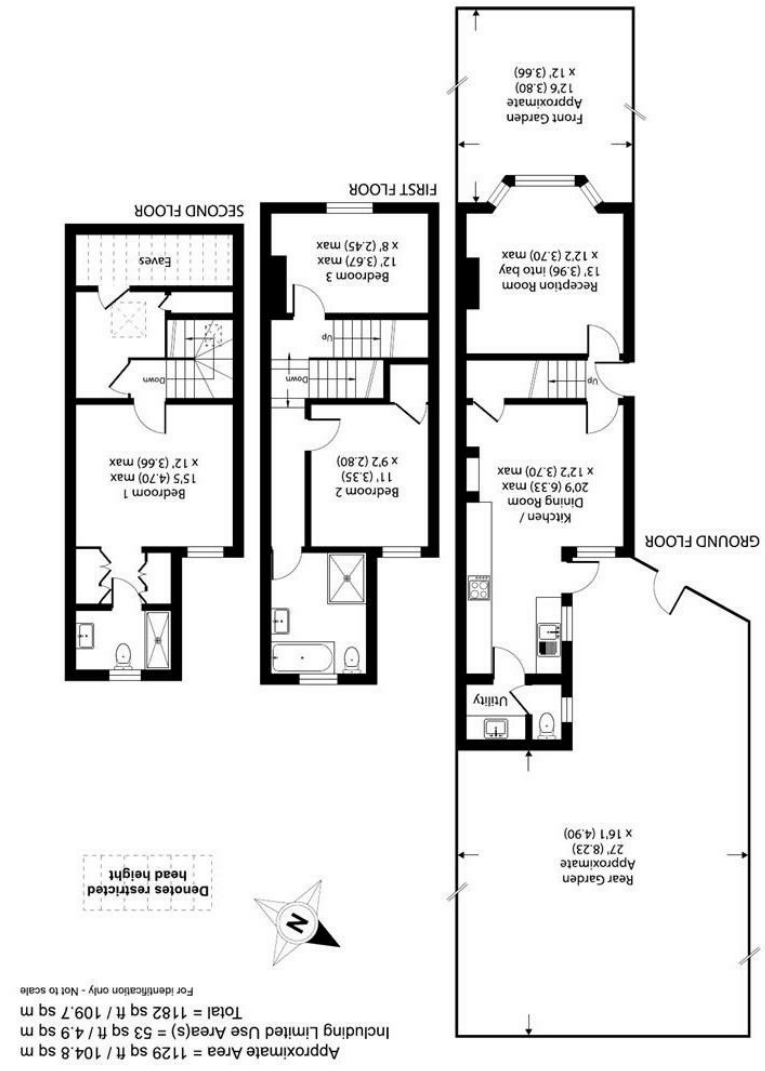 Approximate Area = 1129 sq ft / 104.8 sq m
Including Limited Use Area(s) = 53 sq ft / 4.9 sq m
Total = 1182 sq ft / 109.7 sq m
For identification only - Not to scale
N
Denotes restricted
head height
Rear Garden
Approximate
27' (8.23)
x 16'1 (4.90)
Utility
Kitchen /
Dining Room
20'9 (6.33) max
x 12'2 (3.70) max
Up
Reception Room
13' (3.96) into bay
x 12'2 (3.70) max
Front Garden
Approximate
12'6 (3.80)
x 12' (3.66)
GROUND FLOOR
Bedroom 2
11' (3.35)
x 9'2 (2.80)
Down
Up
Bedroom 3
12' (3.67) max
x 8' (2.45) max
FIRST FLOOR
Bedroom 1
15'5 (4.70) max
x 12' (3.66) max
Down
Eaves
SECOND FLOOR